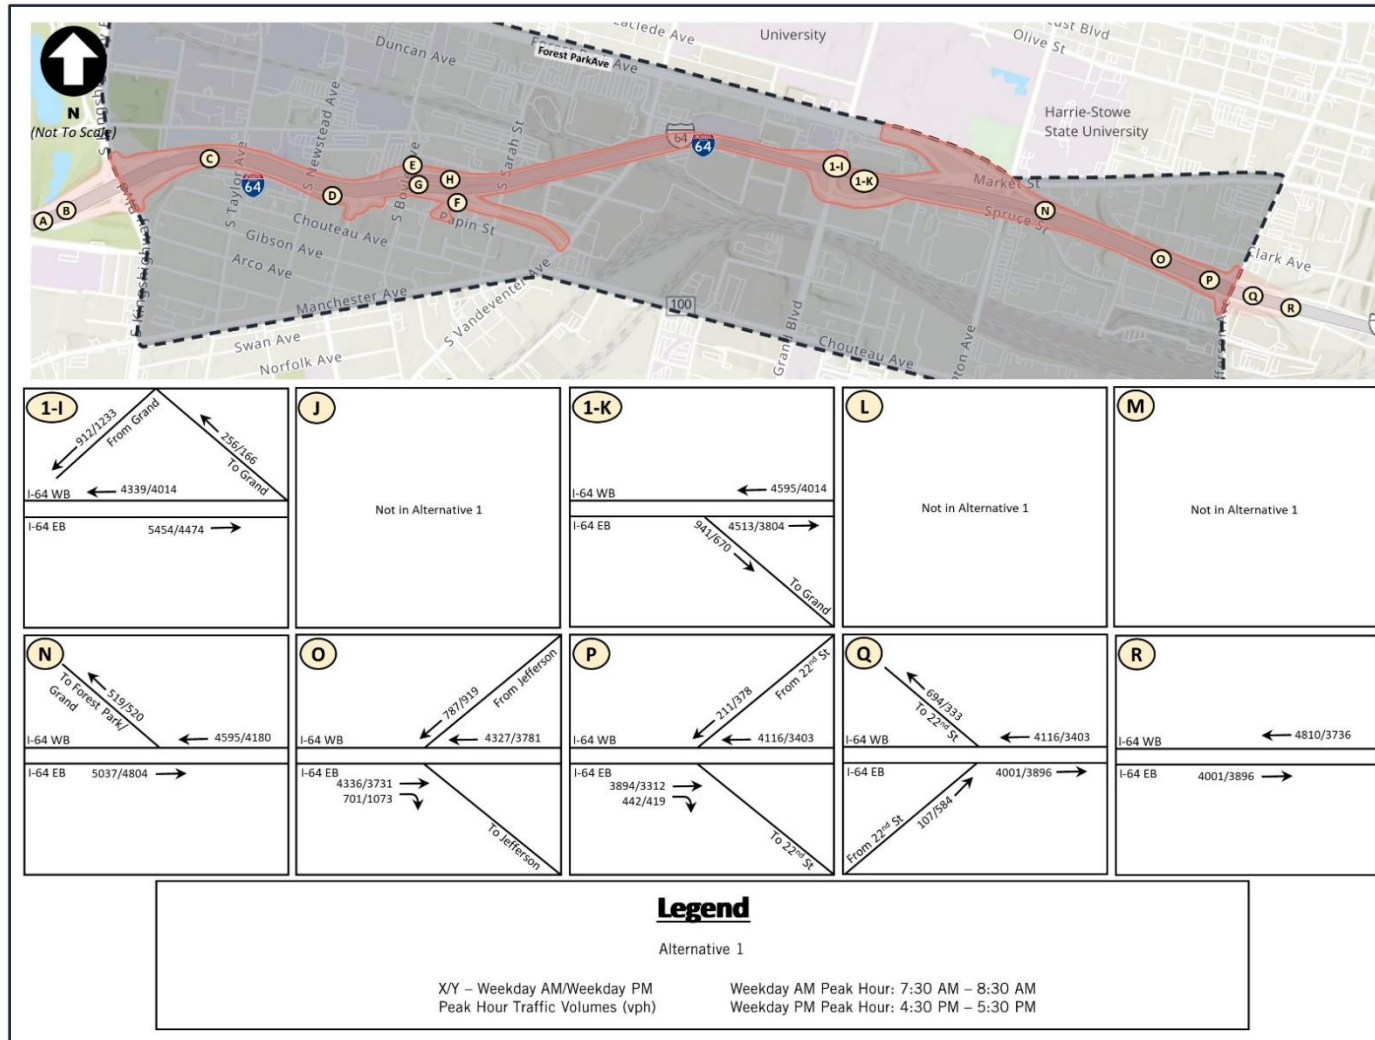 Laclede Ave
University
Olive St
Duncan Ave
Forest ParkAve
N
(Not To Scale)
Harrie-Stowe
State University
S Newstead Ave
S Sarah St
64
64
64
1-I
1-K
C
E
H
G
D
F
A
B
N
O
P
Q
R
S Taylor Ave
S Boyle Ave
Market St
Spruce St
Papin St
Chouteau Ave
Gibson Ave
Arco Ave
Clark Ave
Manchester Ave
S Vandeventer Ave
100
Swan Ave
Norfolk Ave
Grand Blvd
Chouteau Ave
1-I
912/1233
From Grand
256/166
To Grand
I-64 WB
4339/4014
I-64 EB
5454/4474
J
Not in Alternative 1
1-K
I-64 WB
4595/4014
I-64 EB
941/670
4513/3804
To Grand
L
Not in Alternative 1
M
Not in Alternative 1
N
519/520
To Forest Park/
Grand
I-64 WB
4595/4180
I-64 EB
5037/4804
O
787/919
From Jefferson
I-64 WB
4327/3781
I-64 EB
4336/3731
701/1073
To Jefferson
P
211/378
From 22nd St
I-64 WB
4116/3403
I-64 EB
3894/3312
442/419
To 22nd St
Q
694/333
To 22nd St
I-64 WB
4116/3403
I-64 EB
4001/3896
107/584
From 22nd St
R
I-64 WB
4810/3736
I-64 EB
4001/3896
Legend
Alternative 1
X/Y – Weekday AM/Weekday PM
Peak Hour Traffic Volumes (vph)
Weekday AM Peak Hour: 7:30 AM – 8:30 AM
Weekday PM Peak Hour: 4:30 PM – 5:30 PM